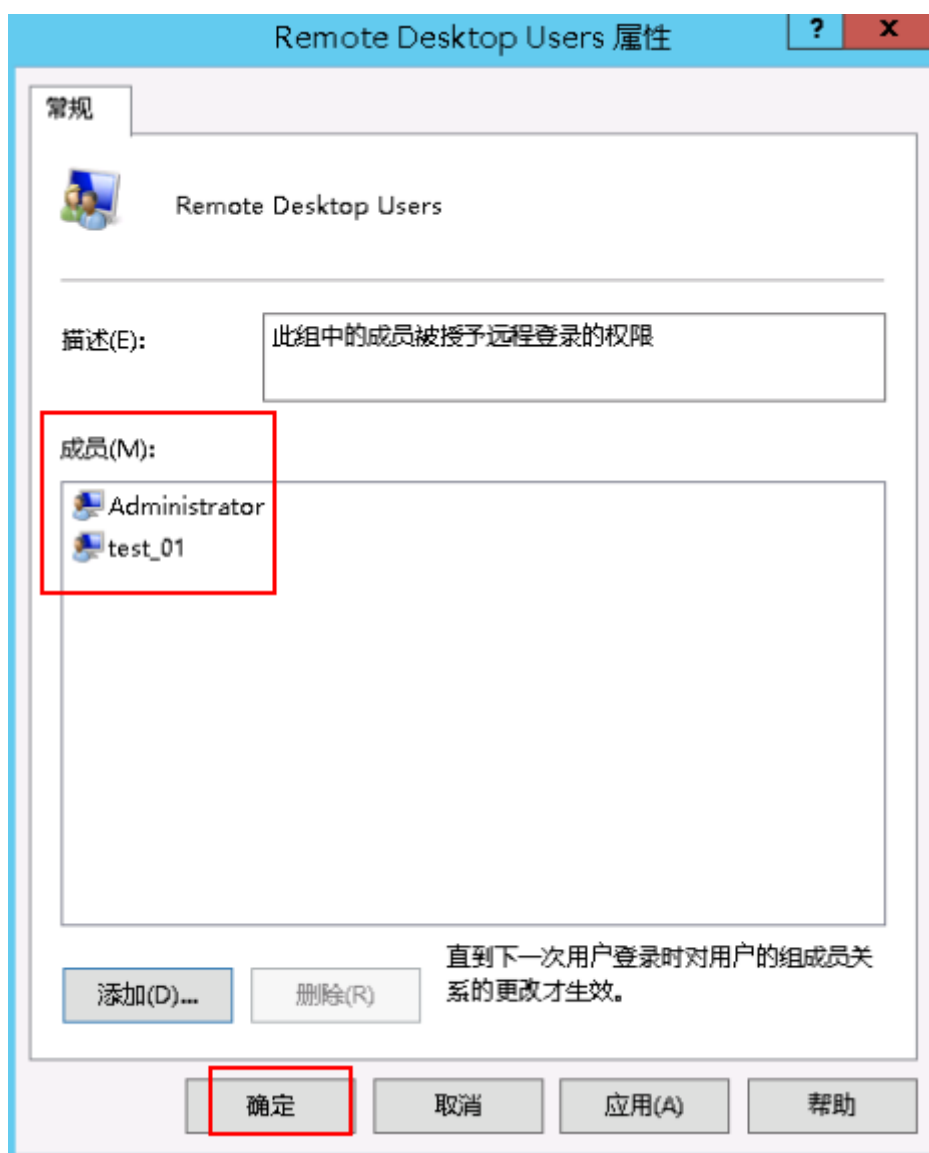 Remote Desktop Users 属性
?
x
常规
Remote Desktop Users
描述(E):
此组中的成员被授予远程登录的权限
成员(M):
Administrator
test_01
直到下一次用户登录时对用户的组成员关
系的更改才生效。
添加(D)...
删除(R)
确定
取消
应用(A)
帮助